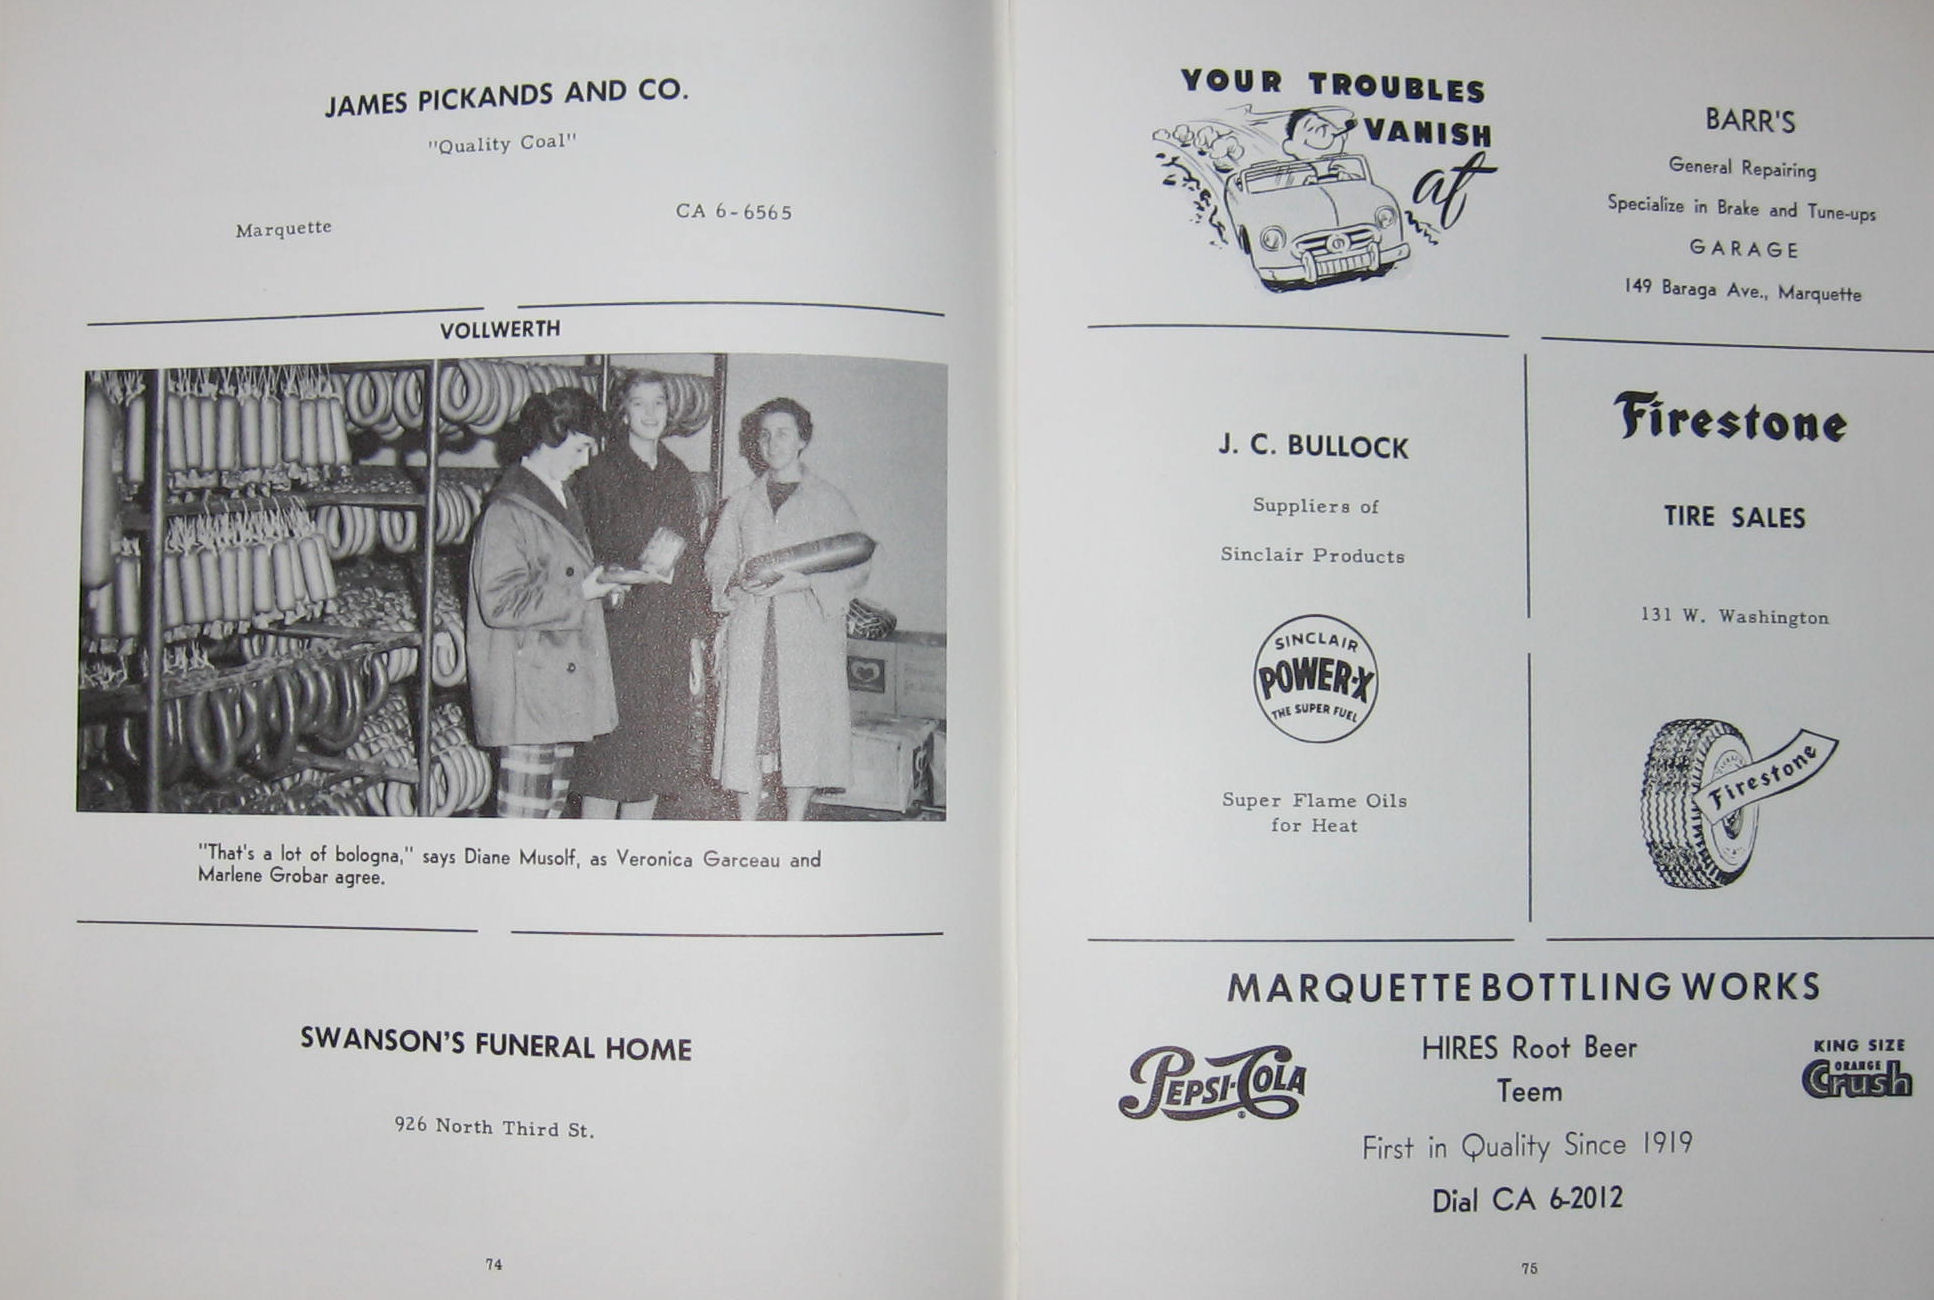 JAMES PICKANDS AND CO.
"Quality Coal"
Marquette
CA 6-6565
VOLLWERTH
"That's a lot of bologna," says Diane Musolf, as Veronica Garceau and
Marlene Grobar agree.
SWANSON'S FUNERAL HOME
926 North Third St.
74
YOUR TROUBLES
VANISH
at
BARR'S
General Repairing
Specialize in Brake and Tune-ups
GARAGE
149 Baraga Ave., Marquette
J. C. BULLOCK
Suppliers of
Sinclair Products
SINCLAIR
POWER-X
THE SUPER FUEL
Super Flame Oils
for Heat
Firestone
TIRE SALES
131 W. Washington
Firestone
MARQUETTE BOTTLING WORKS
PEPSI-COLA
HIRES Root Beer
Teem
KING SIZE
ORANGE
Crush
First in Quality Since 1919
Dial CA 6-2012
75